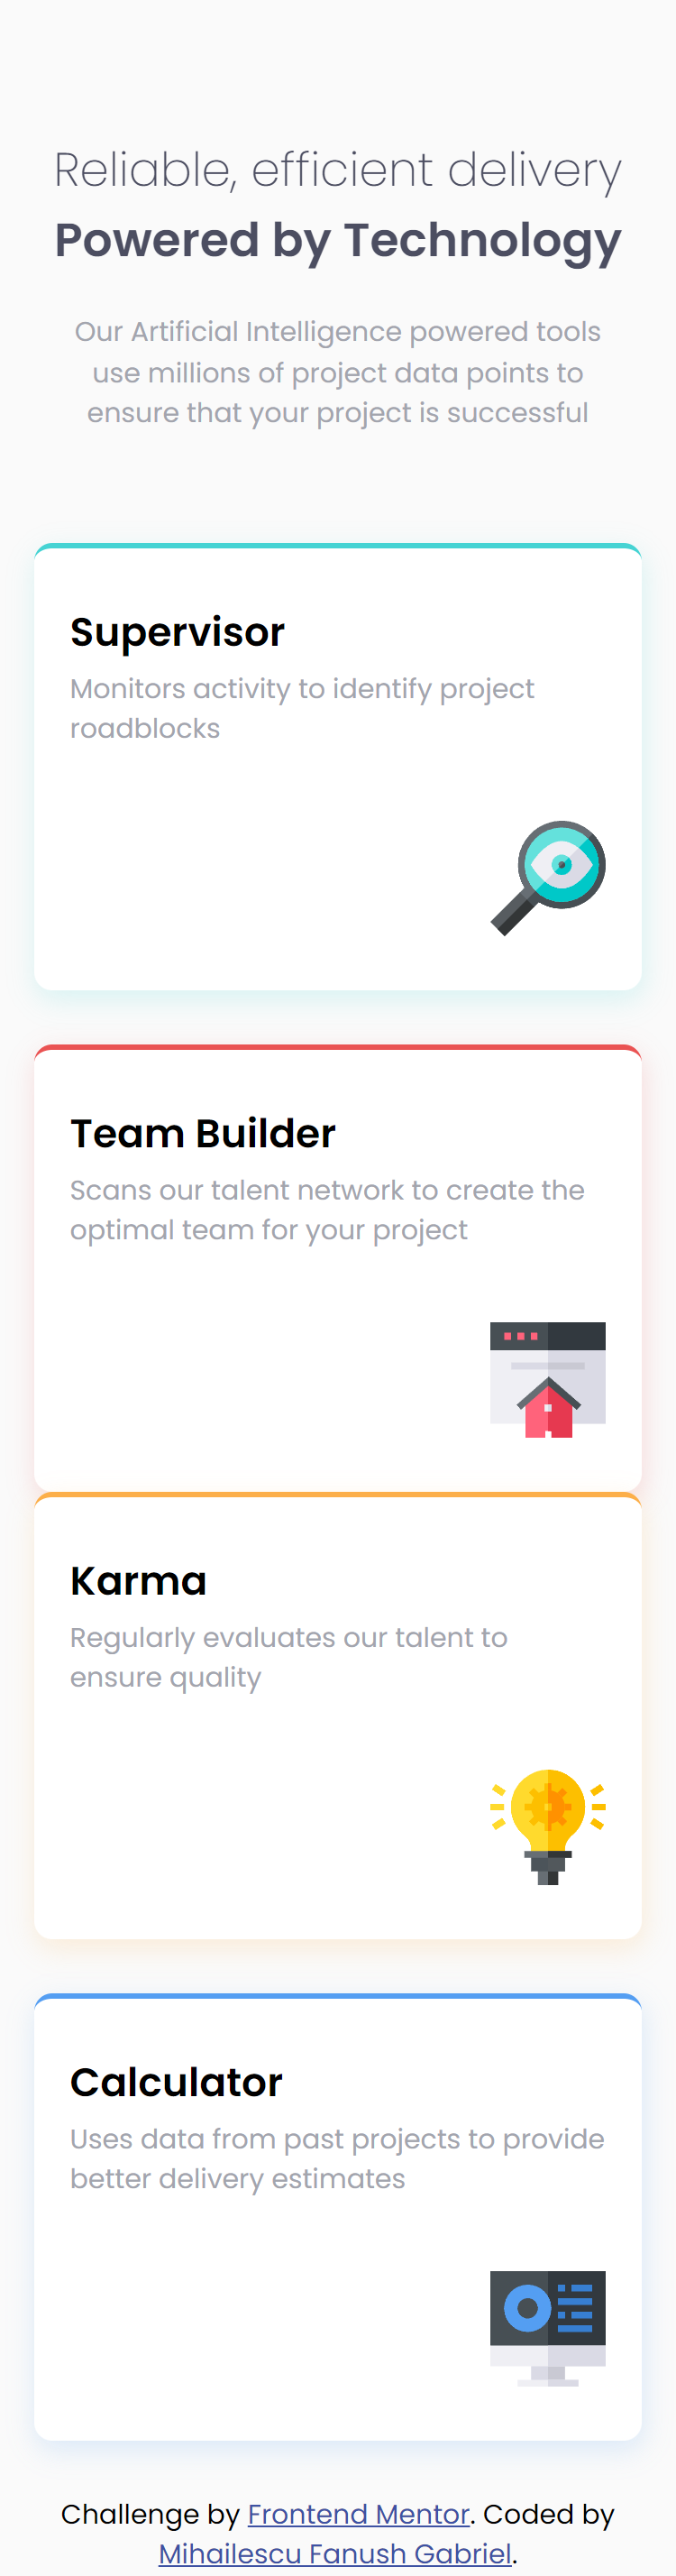 Reliable, efficient delivery
Powered by Technology
Our Artificial Intelligence powered tools
use millions of project data points to
ensure that your project is successful
Supervisor
Monitors activity to identify project
roadblocks
Team Builder
Scans our talent network to create the
optimal team for your project
Karma
Regularly evaluates our talent to
ensure quality
Calculator
Uses data from past projects to provide
better delivery estimates
Challenge by Frontend Mentor. Coded by
Mihailescu Fanush Gabriel.